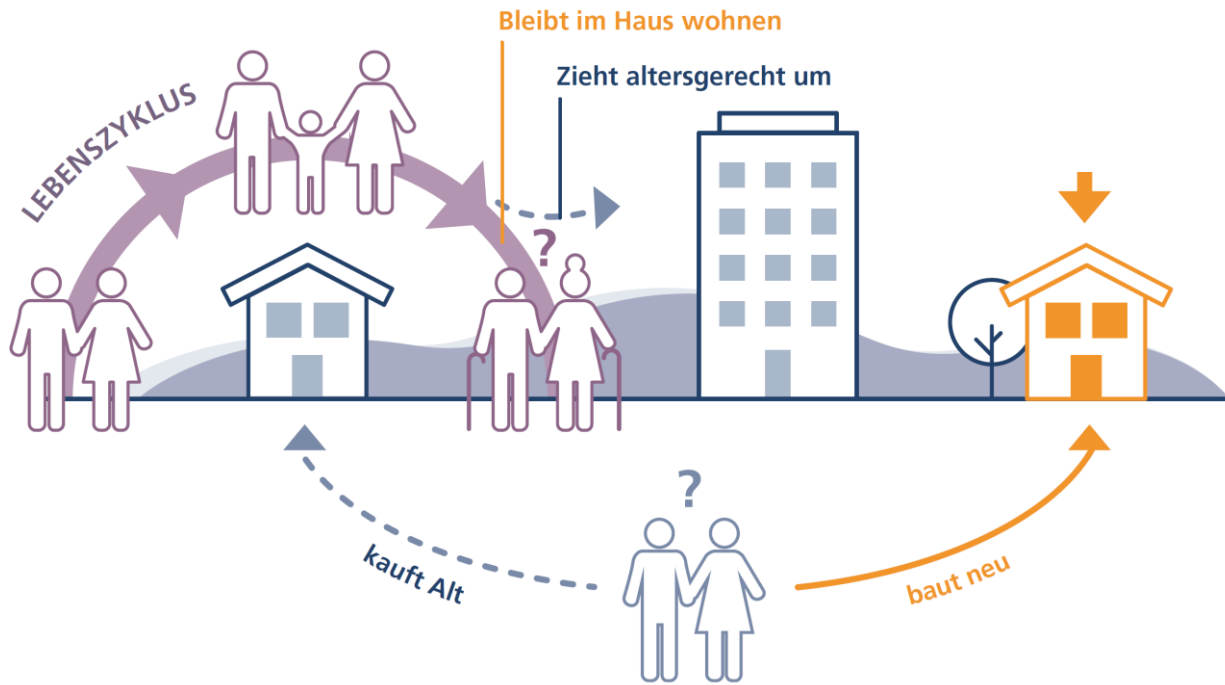 Bleibt im Haus wohnen
Zieht altersgerecht um
LEBENSZYKLUS
?
?
kauft Alt
baut neu